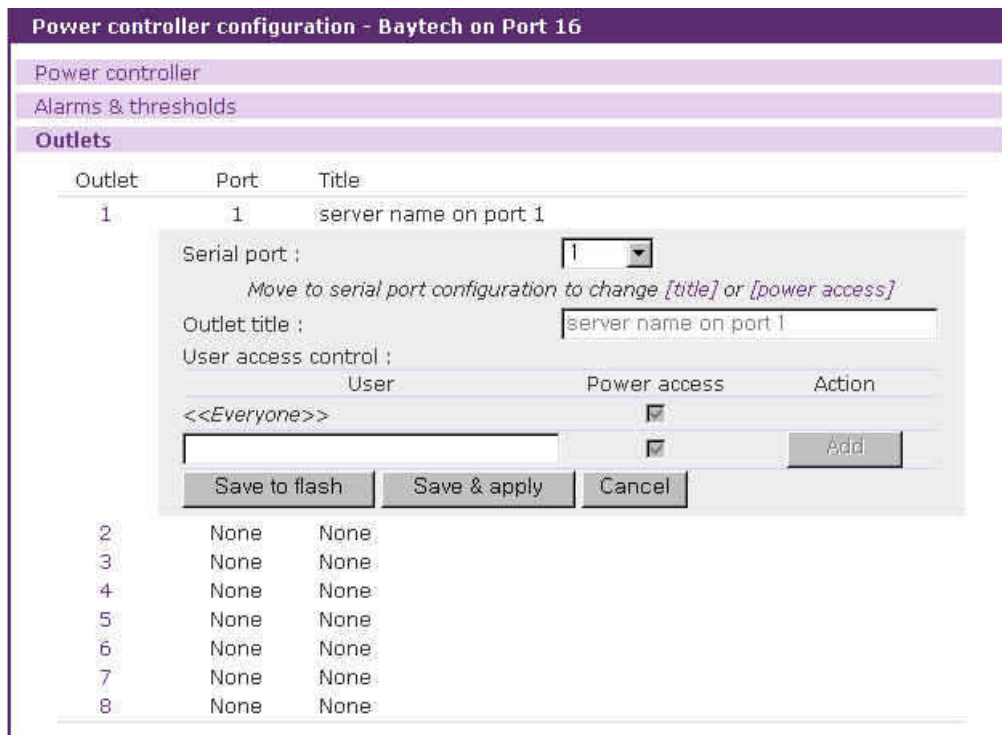 Power controller configuration - Baytech on Port 16
Power controller
Alarms & thresholds
Outlets
Outlet Port Title
1 1 server name on port 1
Serial port : 1
Move to serial port configuration to change [title] or [power access]
Outlet title : server name on port 1
User access control :
User Power access Action
<<Everyone>>
Add
Save to flash Save & apply Cancel
2 None None
3 None None
4 None None
5 None None
6 None None
7 None None
8 None None